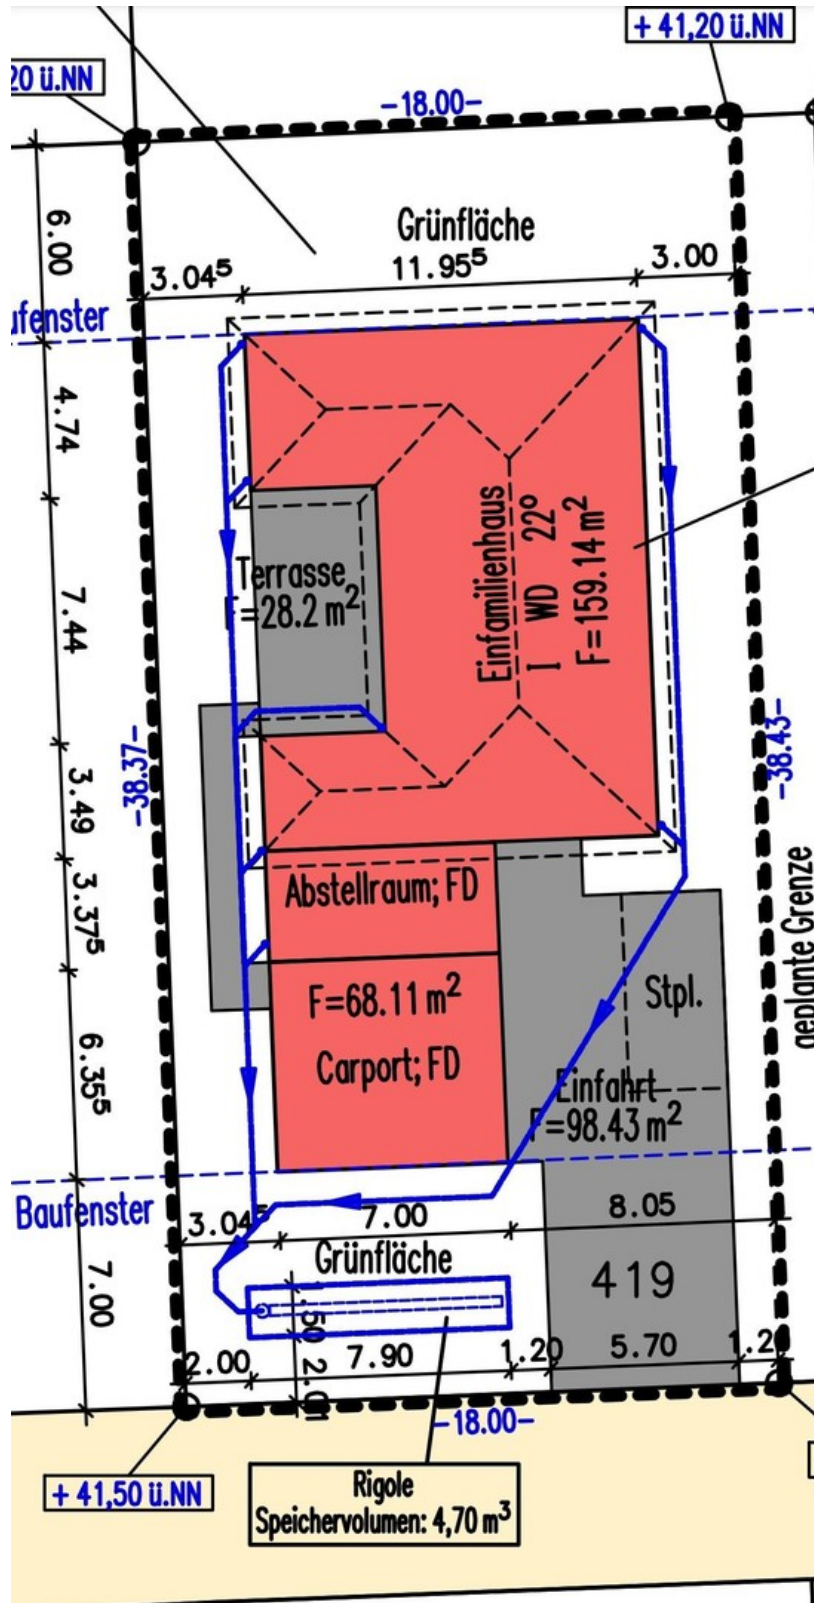 + 41,20 ü.NN
20 ü.NN
-18.00-
Grünfläche
6.00
3.04⁵
11.95⁵
3.00
ufenster
4.74
Einfamilienhaus
I WD 22°
F=159.14 m²
Terrasse
F=28.2 m²
7.44
-38.37-
-38.43-
3.49
geplante Grenze
Abstellraum; FD
3.37⁵
F=68.11 m²
Stpl.
Carport; FD
6.35⁵
Einfahrt
F=98.43 m²
Baufenster
3.04⁵
7.00
8.05
Grünfläche
419
7.00
.50
2.00
7.90
1.20
5.70
1.20
2.01
-18.00-
+ 41,50 ü.NN
Rigole
Speichervolumen: 4,70 m³